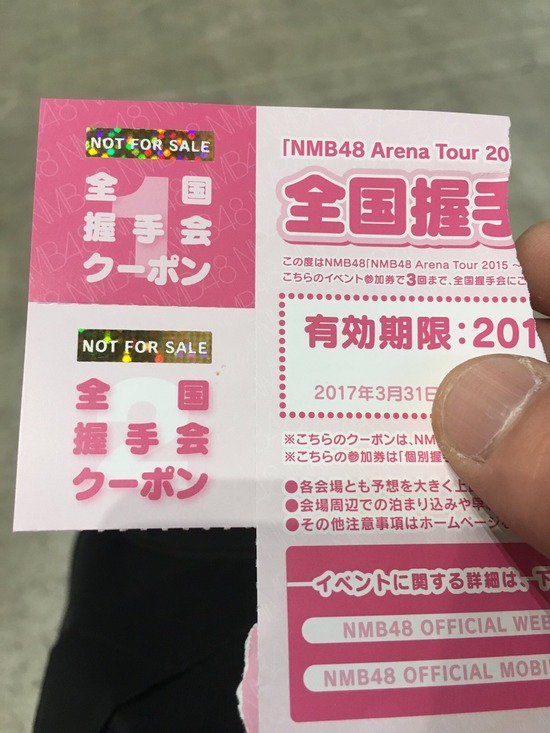 NOT FOR SALE
1
全国
握手会
クーポン
NOT FOR SALE
2
全国
握手会
クーポン
「NMB48 Arena Tour 20
全国握手
この度はNMB48「NMB48 Arena Tour 2015 ～
こちらのイベント参加券で3回まで、全国握手会にご
有効期限：201
2017年3月31日
※こちらのクーポンは、NM
※こちらの参加券は「個別握
●各会場とも予想を大きく上
●会場周辺での泊まり込みや早
●その他注意事項はホームページ
イベントに関する詳細は、下
NMB48 OFFICIAL WEB
NMB48 OFFICIAL MOBI